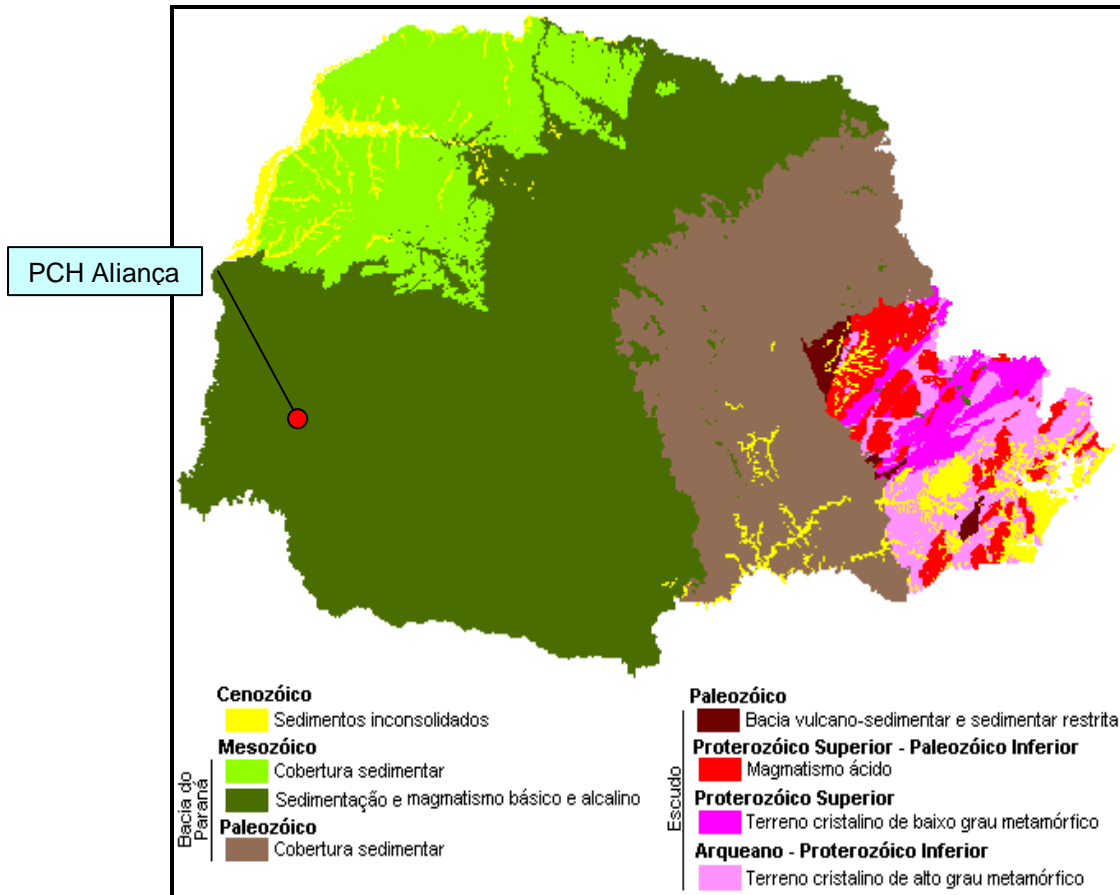 PCH Aliança
Cenozóico
Sedimentos inconsolidados
Mesozóico
Cobertura sedimentar
Sedimentação e magmatismo básico e alcalino
Paleozóico
Cobertura sedimentar
Bacia do
Paraná
Paleozóico
Bacia vulcano-sedimentar e sedimentar restrita
Proterozóico Superior - Paleozóico Inferior
Magmatismo ácido
Proterozóico Superior
Terreno cristalino de baixo grau metamórfico
Arqueano - Proterozóico Inferior
Terreno cristalino de alto grau metamórfico
Escudo